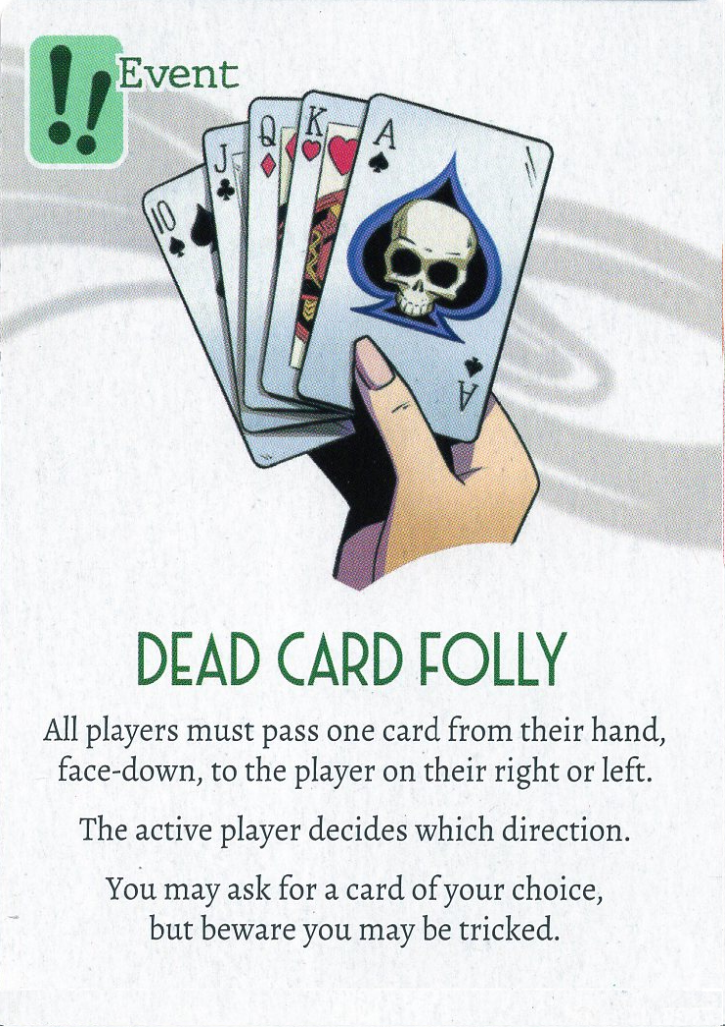 !! Event
10
J
Q
K
A
A
DEAD CARD FOLLY
All players must pass one card from their hand,
face-down, to the player on their right or left.
The active player decides which direction.
You may ask for a card of your choice,
but beware you may be tricked.